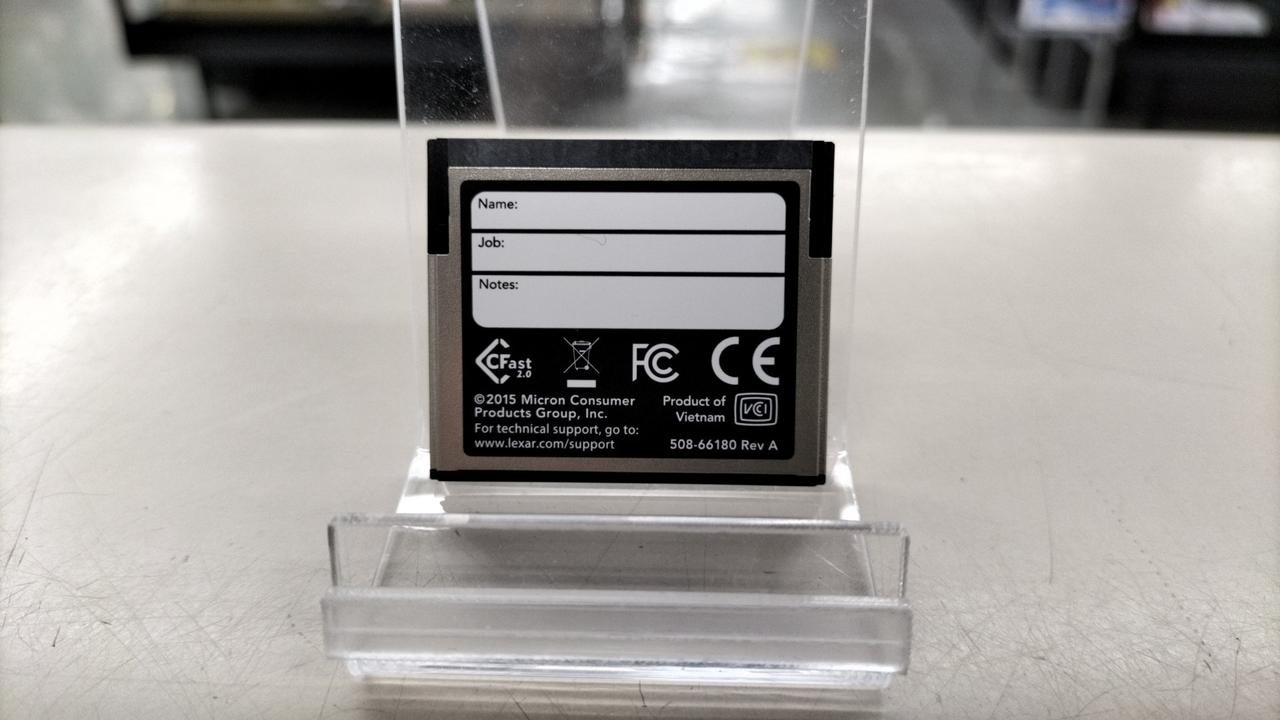 Name:
Job:
Notes:
CFast 2.0
FC
CE
©2015 Micron Consumer
Products Group, Inc.
For technical support, go to:
www.lexar.com/support
Product of
Vietnam
VCI
508-66180 Rev A